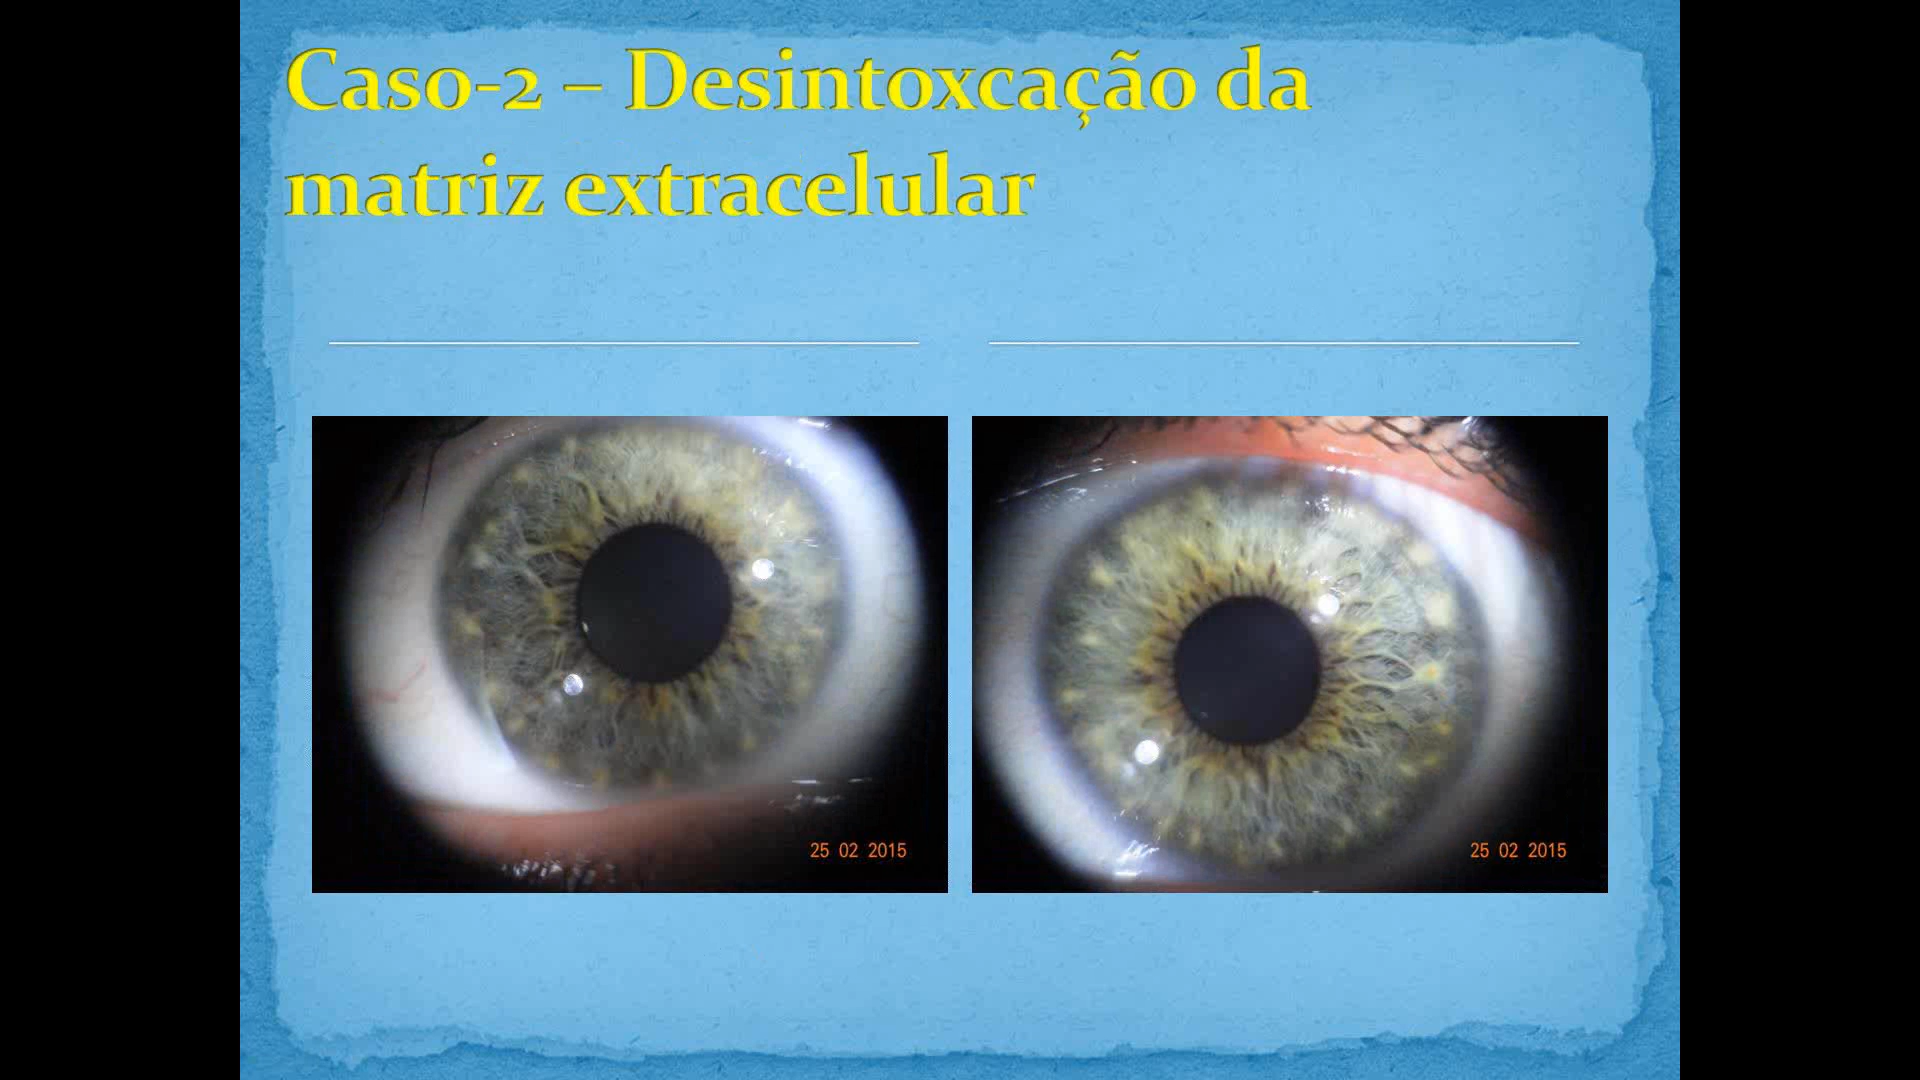 Caso-2 – Desintoxcação da
matriz extracelular
25 02 2015
25 02 2015